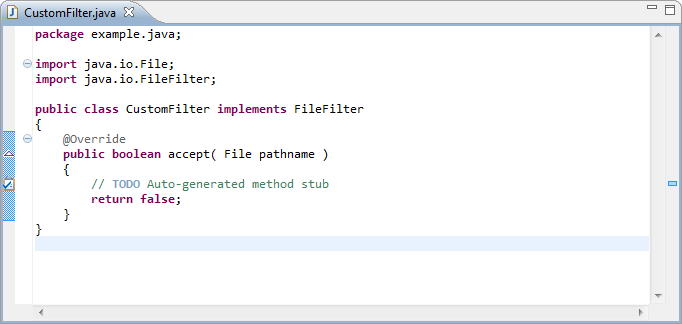 CustomFilter.java
package example.java;
import java.io.File;
import java.io.FileFilter;
public class CustomFilter implements FileFilter
{
@Override
public boolean accept( File pathname )
{
// TODO Auto-generated method stub
return false;
}
}